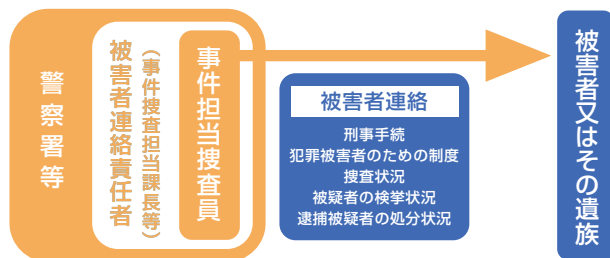 警察署等
被害者連絡責任者
（事件捜査担当課長等）
事件担当捜査員
被害者連絡
刑事手続
犯罪被害者のための制度
捜査状況
被疑者の検挙状況
逮捕被疑者の処分状況
被害者又はその遺族